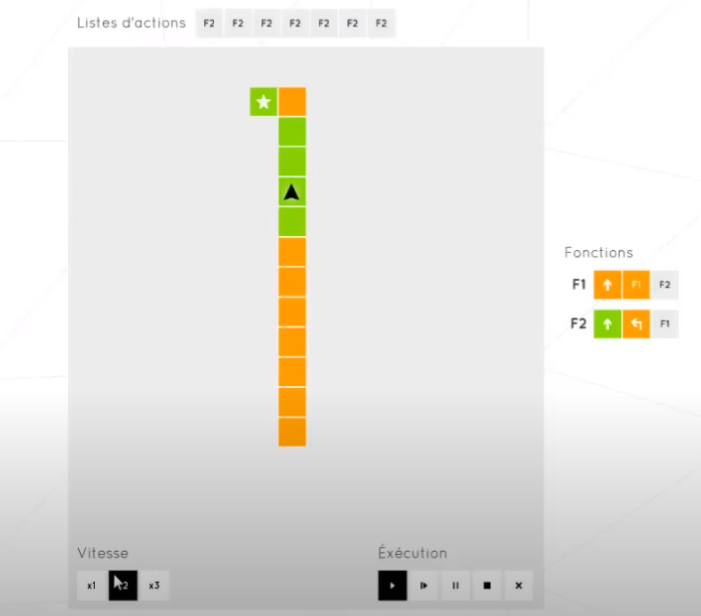 Listes d'actions F2 F2 F2 F2 F2 F2 F2
Fonctions
F1 F1 F2
F2 F1
Vitesse
x1 x2 x3
Éxécution